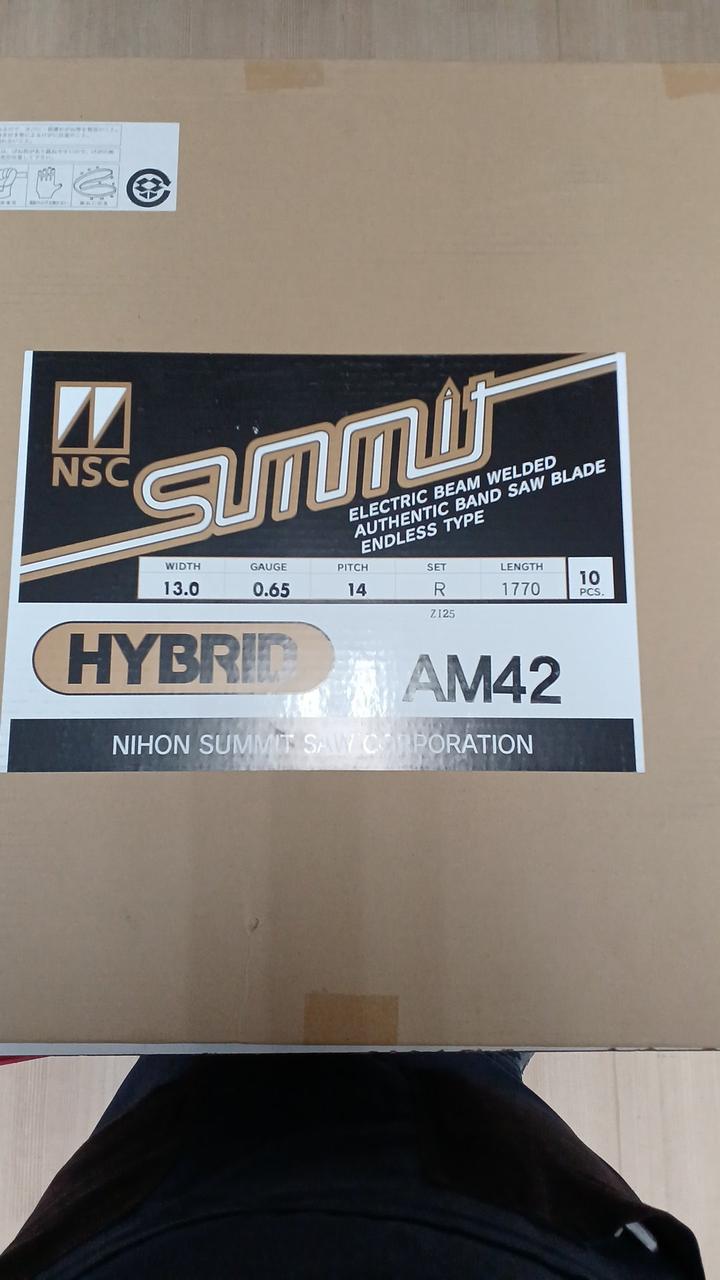 NSC
summit
ELECTRIC BEAM WELDED
AUTHENTIC BAND SAW BLADE
ENDLESS TYPE
WIDTH GAUGE PITCH SET LENGTH
13.0 0.65 14 R 1770 10 PCS.
Z125
HYBRID AM42
NIHON SUMMIT SAW CORPORATION